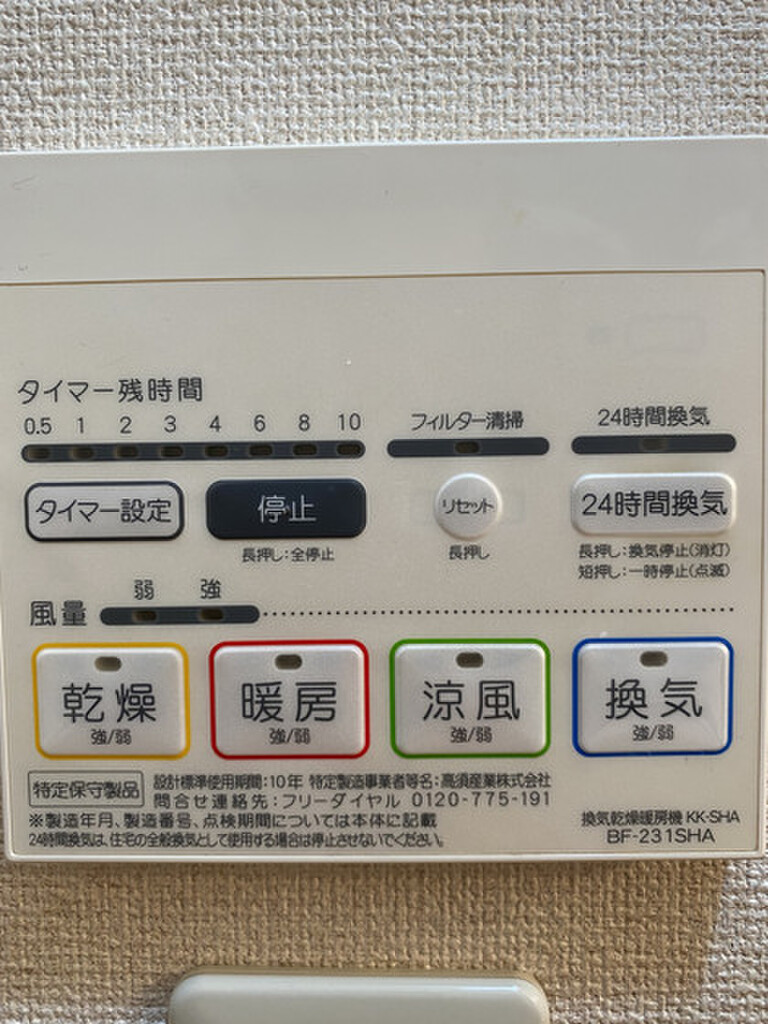 タイマー残時間
0.5 1 2 3 4 6 8 10
フィルター清掃
24時間換気
タイマー設定
停止
リセット
24時間換気
長押し:全停止
長押し
長押し:換気停止(消灯)
短押し:一時停止(点滅)
風量 弱 強
乾燥
強/弱
暖房
強/弱
涼風
強/弱
換気
強/弱
特定保守製品
設計標準使用期間:10年 特定製造事業者等名:高須産業株式会社
問合せ連絡先:フリーダイヤル 0120-775-191
※製造年月、製造番号、点検期間については本体に記載
24時間換気は、住宅の全般換気として使用する場合は停止させないでください。
換気乾燥暖房機 KK-SHA
BF-231SHA